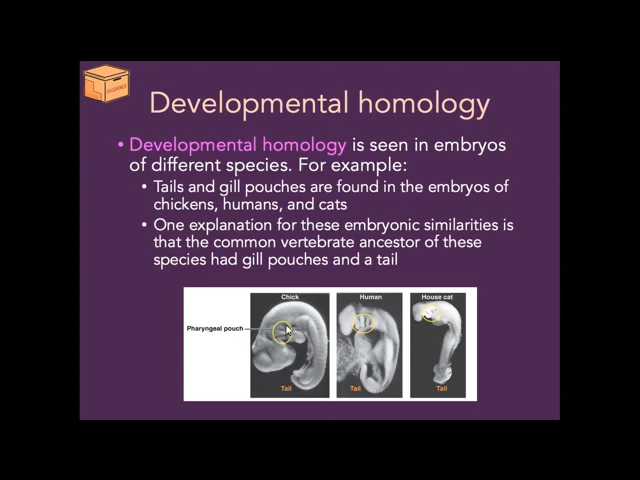 EVIDENCE
Developmental homology
• Developmental homology is seen in embryos
of different species. For example:
• Tails and gill pouches are found in the embryos of
chickens, humans, and cats
• One explanation for these embryonic similarities is
that the common vertebrate ancestor of these
species had gill pouches and a tail
Chick Human House cat
Pharyngeal pouch
Tail Tail Tail